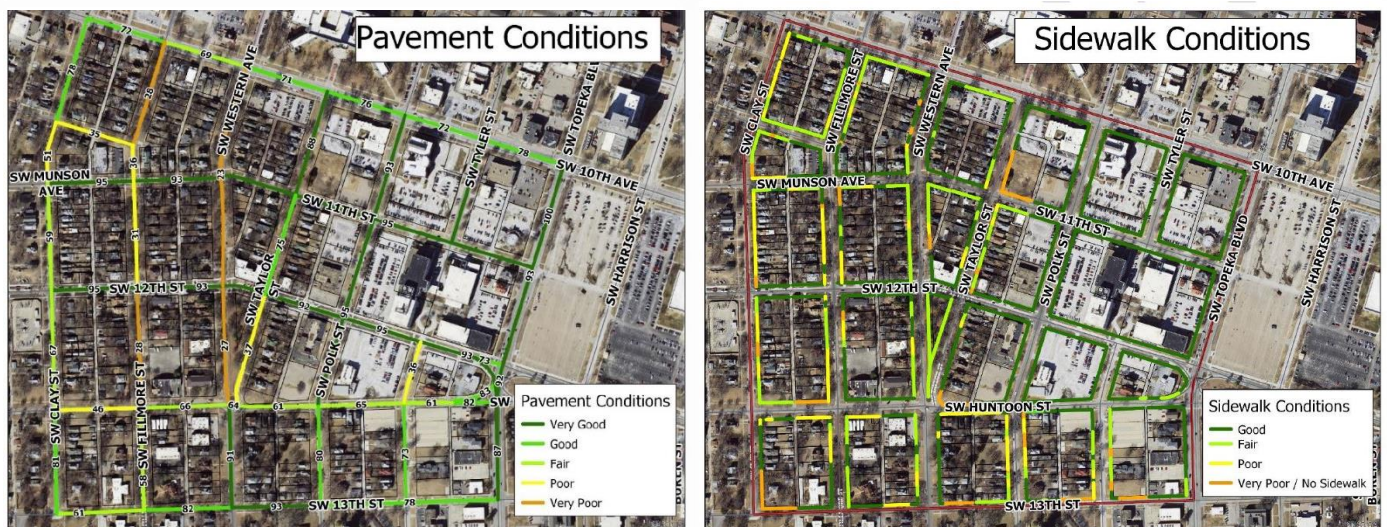 Pavement Conditions
72
69
71
76
72
78
78
38
SW WESTERN AVE
SW TYLER ST
SW TOPEKA BLVD
SW 10TH AVE
35
36
51
88
93
SW MUNSON AVE
95
93
23
SW 11TH ST
95
100
93
SW HARRISON ST
59
31
SW TAYLOR ST
75
95
SW 12TH ST
93
92
95
93
73
SW POLK ST
95
67
28
27
37
36
92
83
SW CLAY ST
46
66
64
61
65
61
82
SW
SW FILLMORE ST
81
58
91
80
73
87
51
82
93
SW 13TH ST
78
Pavement Conditions
Very Good
Good
Fair
Poor
Very Poor
Sidewalk Conditions
SW CLAY ST
SW FILLMORE ST
SW WESTERN AVE
SW TYLER ST
SW 10TH AVE
SW MUNSON AVE
SW 11TH ST
SW TAYLOR ST
SW POLK ST
SW TOPEKA BLVD
SW HARRISON ST
SW 12TH ST
SW HUNTOON ST
SW 13TH ST
Sidewalk Conditions
Good
Fair
Poor
Very Poor / No Sidewalk